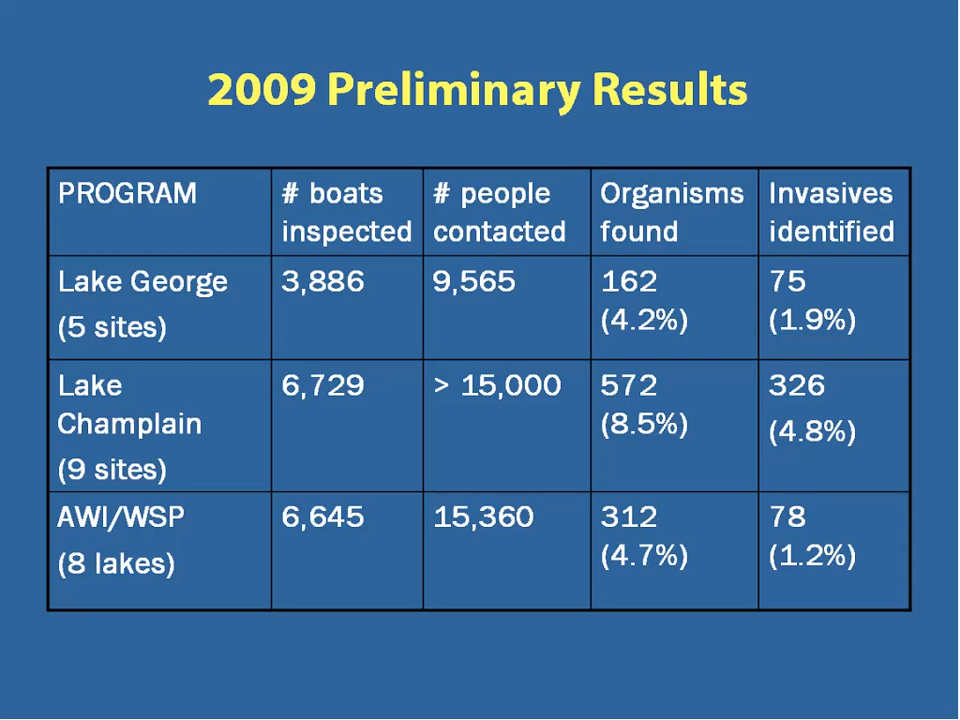 2009 Preliminary Results
PROGRAM
# boats
inspected
# people
contacted
Organisms
found
Invasives
identified
Lake George
(5 sites)
3,886
9,565
162
(4.2%)
75
(1.9%)
Lake
Champlain
(9 sites)
6,729
> 15,000
572
(8.5%)
326
(4.8%)
AWI/WSP
(8 lakes)
6,645
15,360
312
(4.7%)
78
(1.2%)